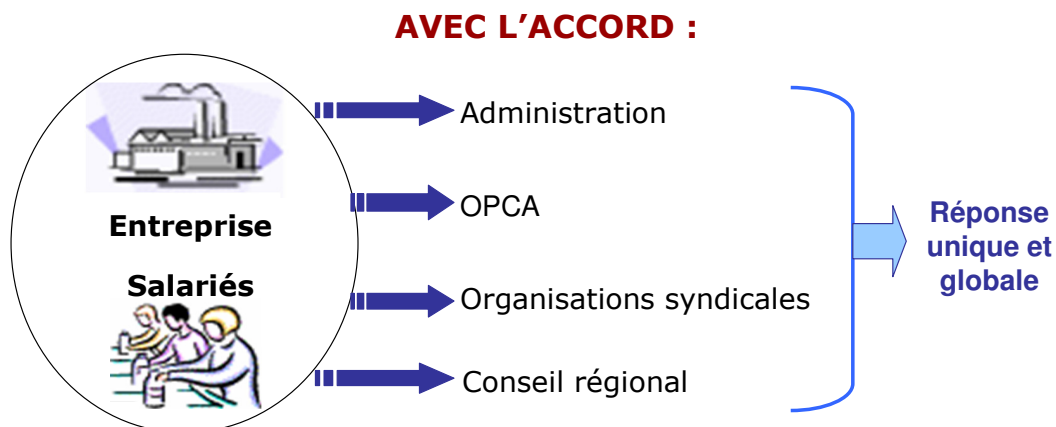 AVEC L’ACCORD :
Entreprise
Salariés
Administration
OPCA
Organisations syndicales
Conseil régional
Réponse
unique et
globale